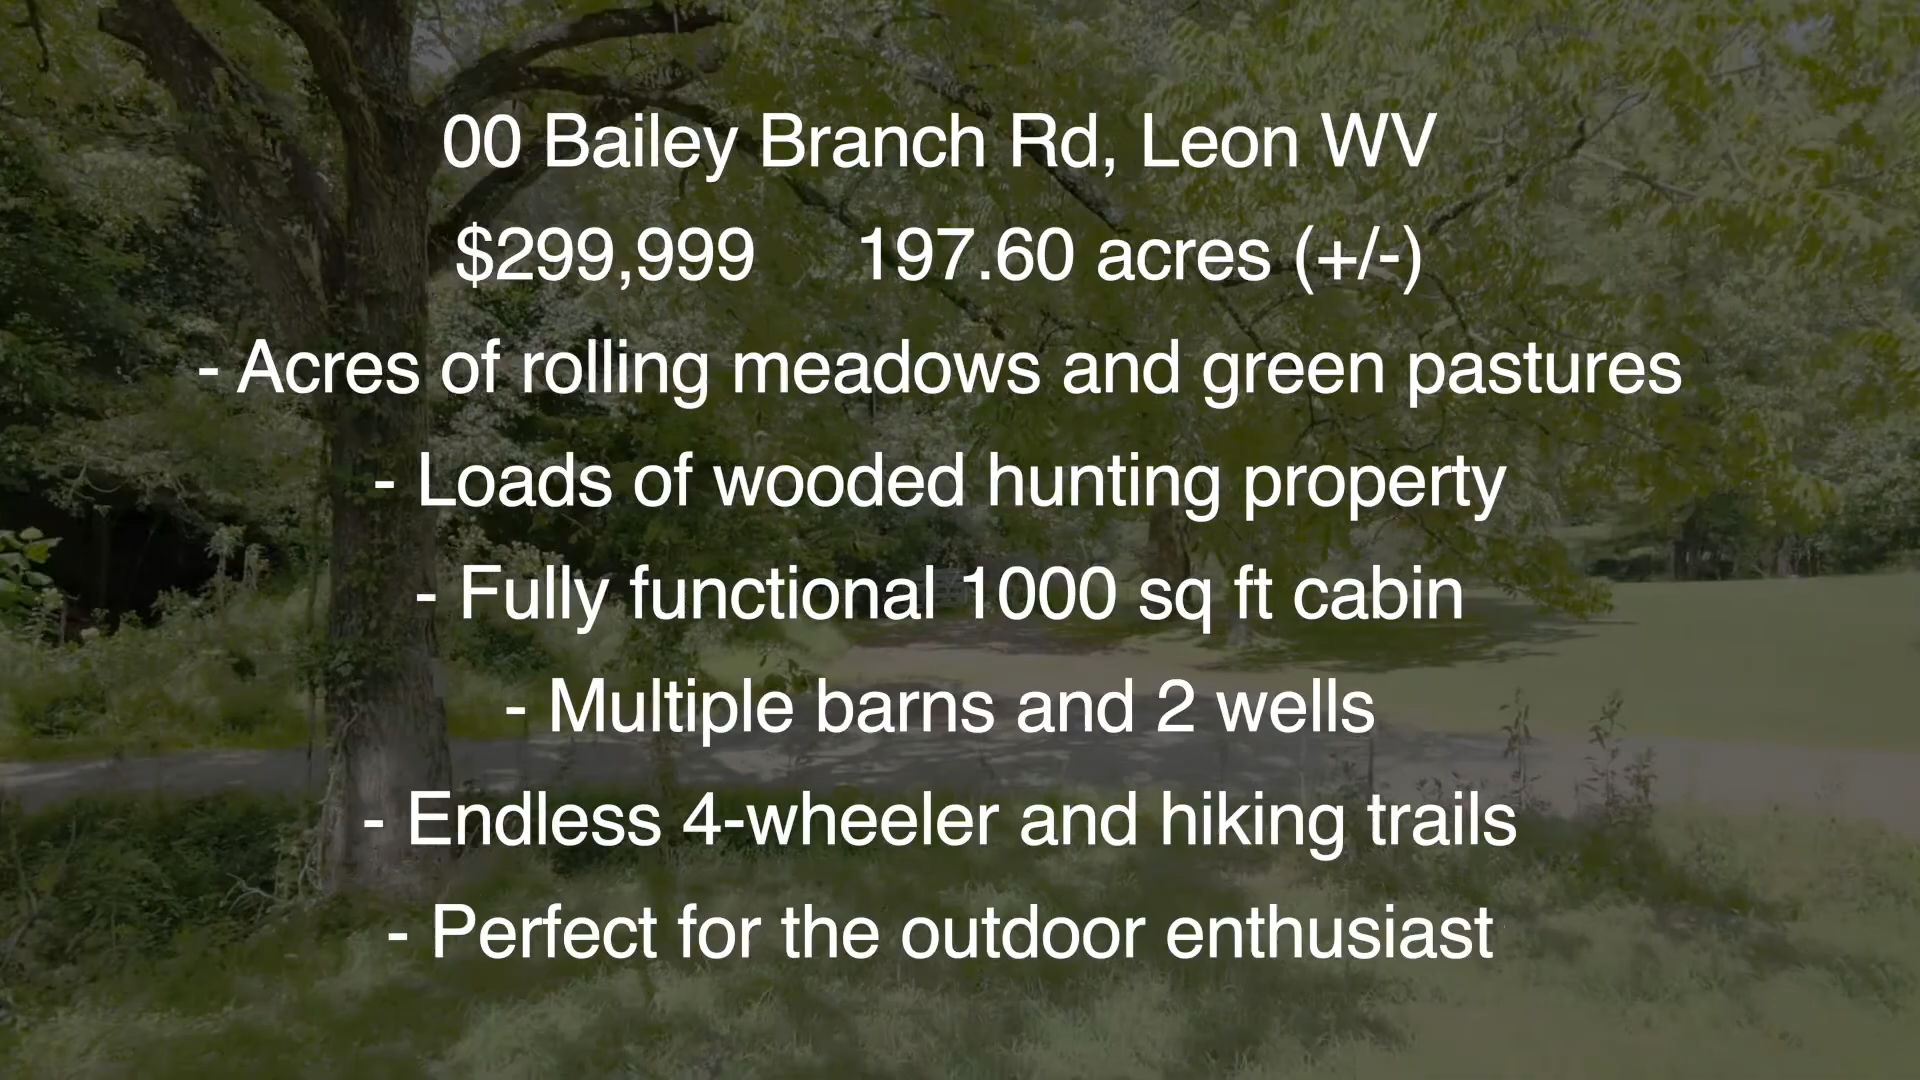 00 Bailey Branch Rd, Leon WV
$299,999 197.60 acres (+/-)
- Acres of rolling meadows and green pastures
- Loads of wooded hunting property
- Fully functional 1000 sq ft cabin
- Multiple barns and 2 wells
- Endless 4-wheeler and hiking trails
- Perfect for the outdoor enthusiast